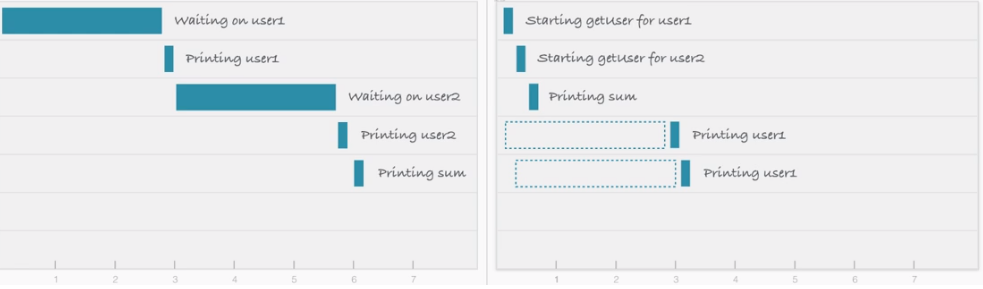 Waiting on user1
Printing user1
Waiting on user2
Printing user2
Printing sum
1 2 3 4 5 6 7
Starting getUser for user1
Starting getUser for user2
Printing sum
Printing user1
Printing user1
1 2 3 4 5 6 7